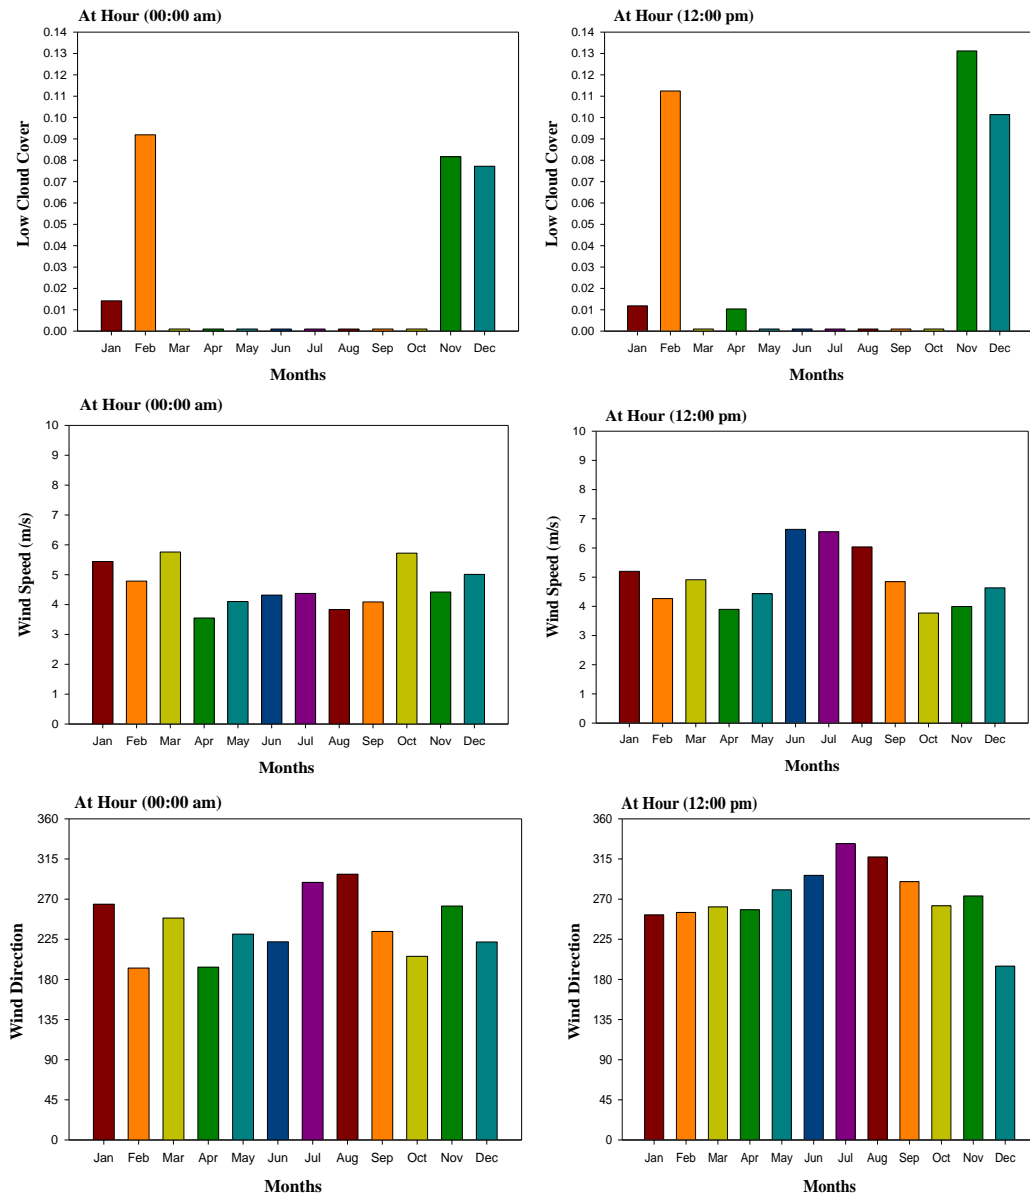 At Hour (00:00 am)
Low Cloud Cover
0.14
0.13
0.12
0.11
0.10
0.09
0.08
0.07
0.06
0.05
0.04
0.03
0.02
0.01
0.00
Jan Feb Mar Apr May Jun Jul Aug Sep Oct Nov Dec
Months
At Hour (12:00 pm)
Low Cloud Cover
0.14
0.13
0.12
0.11
0.10
0.09
0.08
0.07
0.06
0.05
0.04
0.03
0.02
0.01
0.00
Jan Feb Mar Apr May Jun Jul Aug Sep Oct Nov Dec
Months
At Hour (00:00 am)
Wind Speed (m/s)
10
9
8
7
6
5
4
3
2
1
0
Jan Feb Mar Apr May Jun Jul Aug Sep Oct Nov Dec
Months
At Hour (12:00 pm)
Wind Speed (m/s)
10
9
8
7
6
5
4
3
2
1
0
Jan Feb Mar Apr May Jun Jul Aug Sep Oct Nov Dec
Months
At Hour (00:00 am)
Wind Direction
360
315
270
225
180
135
90
45
0
Jan Feb Mar Apr May Jun Jul Aug Sep Oct Nov Dec
Months
At Hour (12:00 pm)
Wind Direction
360
315
270
225
180
135
90
45
0
Jan Feb Mar Apr May Jun Jul Aug Sep Oct Nov Dec
Months